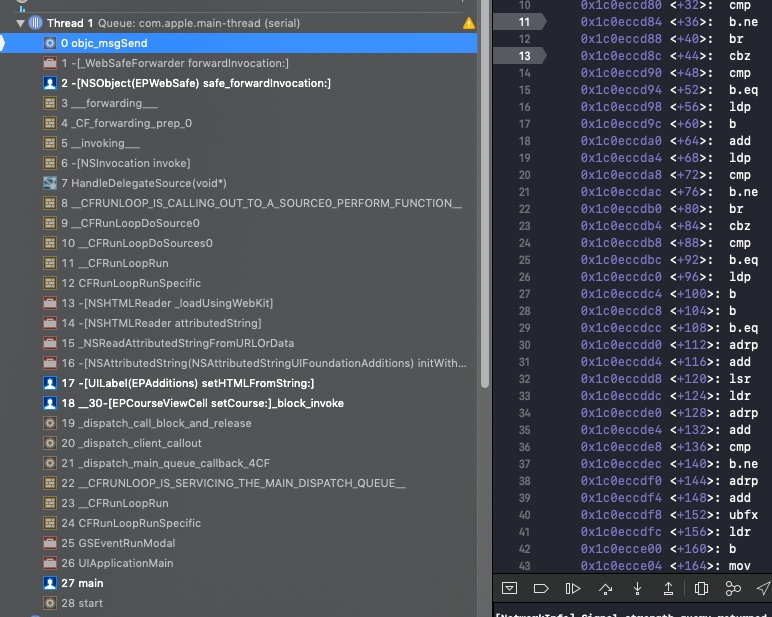 Thread 1 Queue: com.apple.main-thread (serial)
0 objc_msgSend
1 -[_WebSafeForwarder forwardInvocation:]
2 -[NSObject(EPWebSafe) safe_forwardInvocation:]
3 ___forwarding___
4 _CF_forwarding_prep_0
5 __invoking___
6 -[NSInvocation invoke]
7 HandleDelegateSource(void*)
8 __CFRUNLOOP_IS_CALLING_OUT_TO_A_SOURCE0_PERFORM_FUNCTION__
9 __CFRunLoopDoSource0
10 __CFRunLoopDoSources0
11 __CFRunLoopRun
12 CFRunLoopRunSpecific
13 -[NSHTMLReader _loadUsingWebKit]
14 -[NSHTMLReader attributedString]
15 _NSReadAttributedStringFromURLOrData
16 -[NSAttributedString(NSAttributedStringUIFoundationAdditions) initWith...
17 -[UILabel(EPAdditions) setHTMLFromString:]
18 __30-[EPCourseViewCell setCourse:]_block_invoke
19 _dispatch_call_block_and_release
20 _dispatch_client_callout
21 _dispatch_main_queue_callback_4CF
22 __CFRUNLOOP_IS_SERVICING_THE_MAIN_DISPATCH_QUEUE__
23 __CFRunLoopRun
24 CFRunLoopRunSpecific
25 GSEventRunModal
26 UIApplicationMain
27 main
28 start
10 0x1c0eccd80 <+32>: cmp
11 0x1c0eccd84 <+36>: b.ne
12 0x1c0eccd88 <+40>: br
13 0x1c0eccd8c <+44>: cbz
14 0x1c0eccd90 <+48>: cmp
15 0x1c0eccd94 <+52>: b.eq
16 0x1c0eccd98 <+56>: ldp
17 0x1c0eccd9c <+60>: b
18 0x1c0eccda0 <+64>: add
19 0x1c0eccda4 <+68>: ldp
20 0x1c0eccda8 <+72>: cmp
21 0x1c0eccdac <+76>: b.ne
22 0x1c0eccdb0 <+80>: br
23 0x1c0eccdb4 <+84>: cbz
24 0x1c0eccdb8 <+88>: cmp
25 0x1c0eccdbc <+92>: b.eq
26 0x1c0eccdc0 <+96>: ldp
27 0x1c0eccdc4 <+100>: b
28 0x1c0eccdc8 <+104>: b
29 0x1c0eccdcc <+108>: b.eq
30 0x1c0eccdd0 <+112>: adrp
31 0x1c0eccdd4 <+116>: add
32 0x1c0eccdd8 <+120>: lsr
33 0x1c0eccddc <+124>: ldr
34 0x1c0eccde0 <+128>: adrp
35 0x1c0eccde4 <+132>: add
36 0x1c0eccde8 <+136>: cmp
37 0x1c0eccdec <+140>: b.ne
38 0x1c0eccdf0 <+144>: adrp
39 0x1c0eccdf4 <+148>: add
40 0x1c0eccdf8 <+152>: ubfx
41 0x1c0eccdfc <+156>: ldr
42 0x1c0ecce00 <+160>: b
43 0x1c0ecce04 <+164>: mov